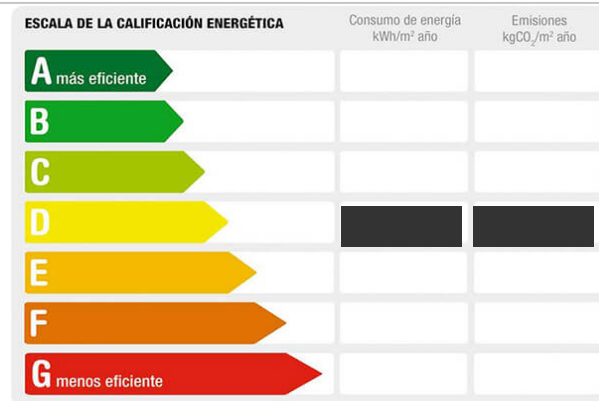 ESCALA DE LA CALIFICACIÓN ENERGÉTICA
Consumo de energía
kWh/m² año
Emisiones
kgCO₂/m² año
A más eficiente
B
C
D
E
F
G menos eficiente